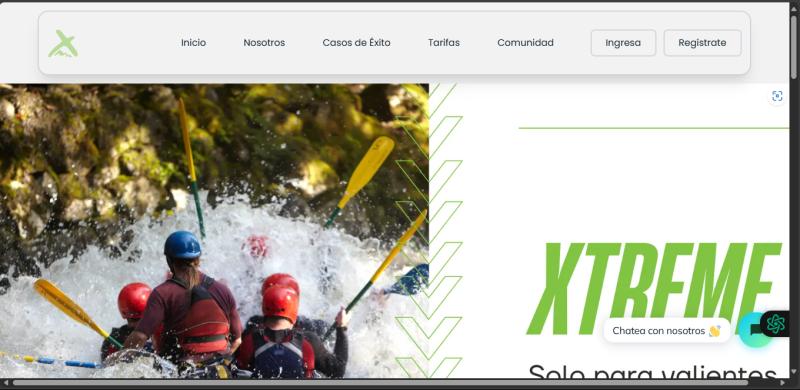 Inicio Nosotros Casos de Éxito Tarifas Comunidad Ingresa Registrate
XTREME
Chatea con nosotros 👋
Solo para valientes